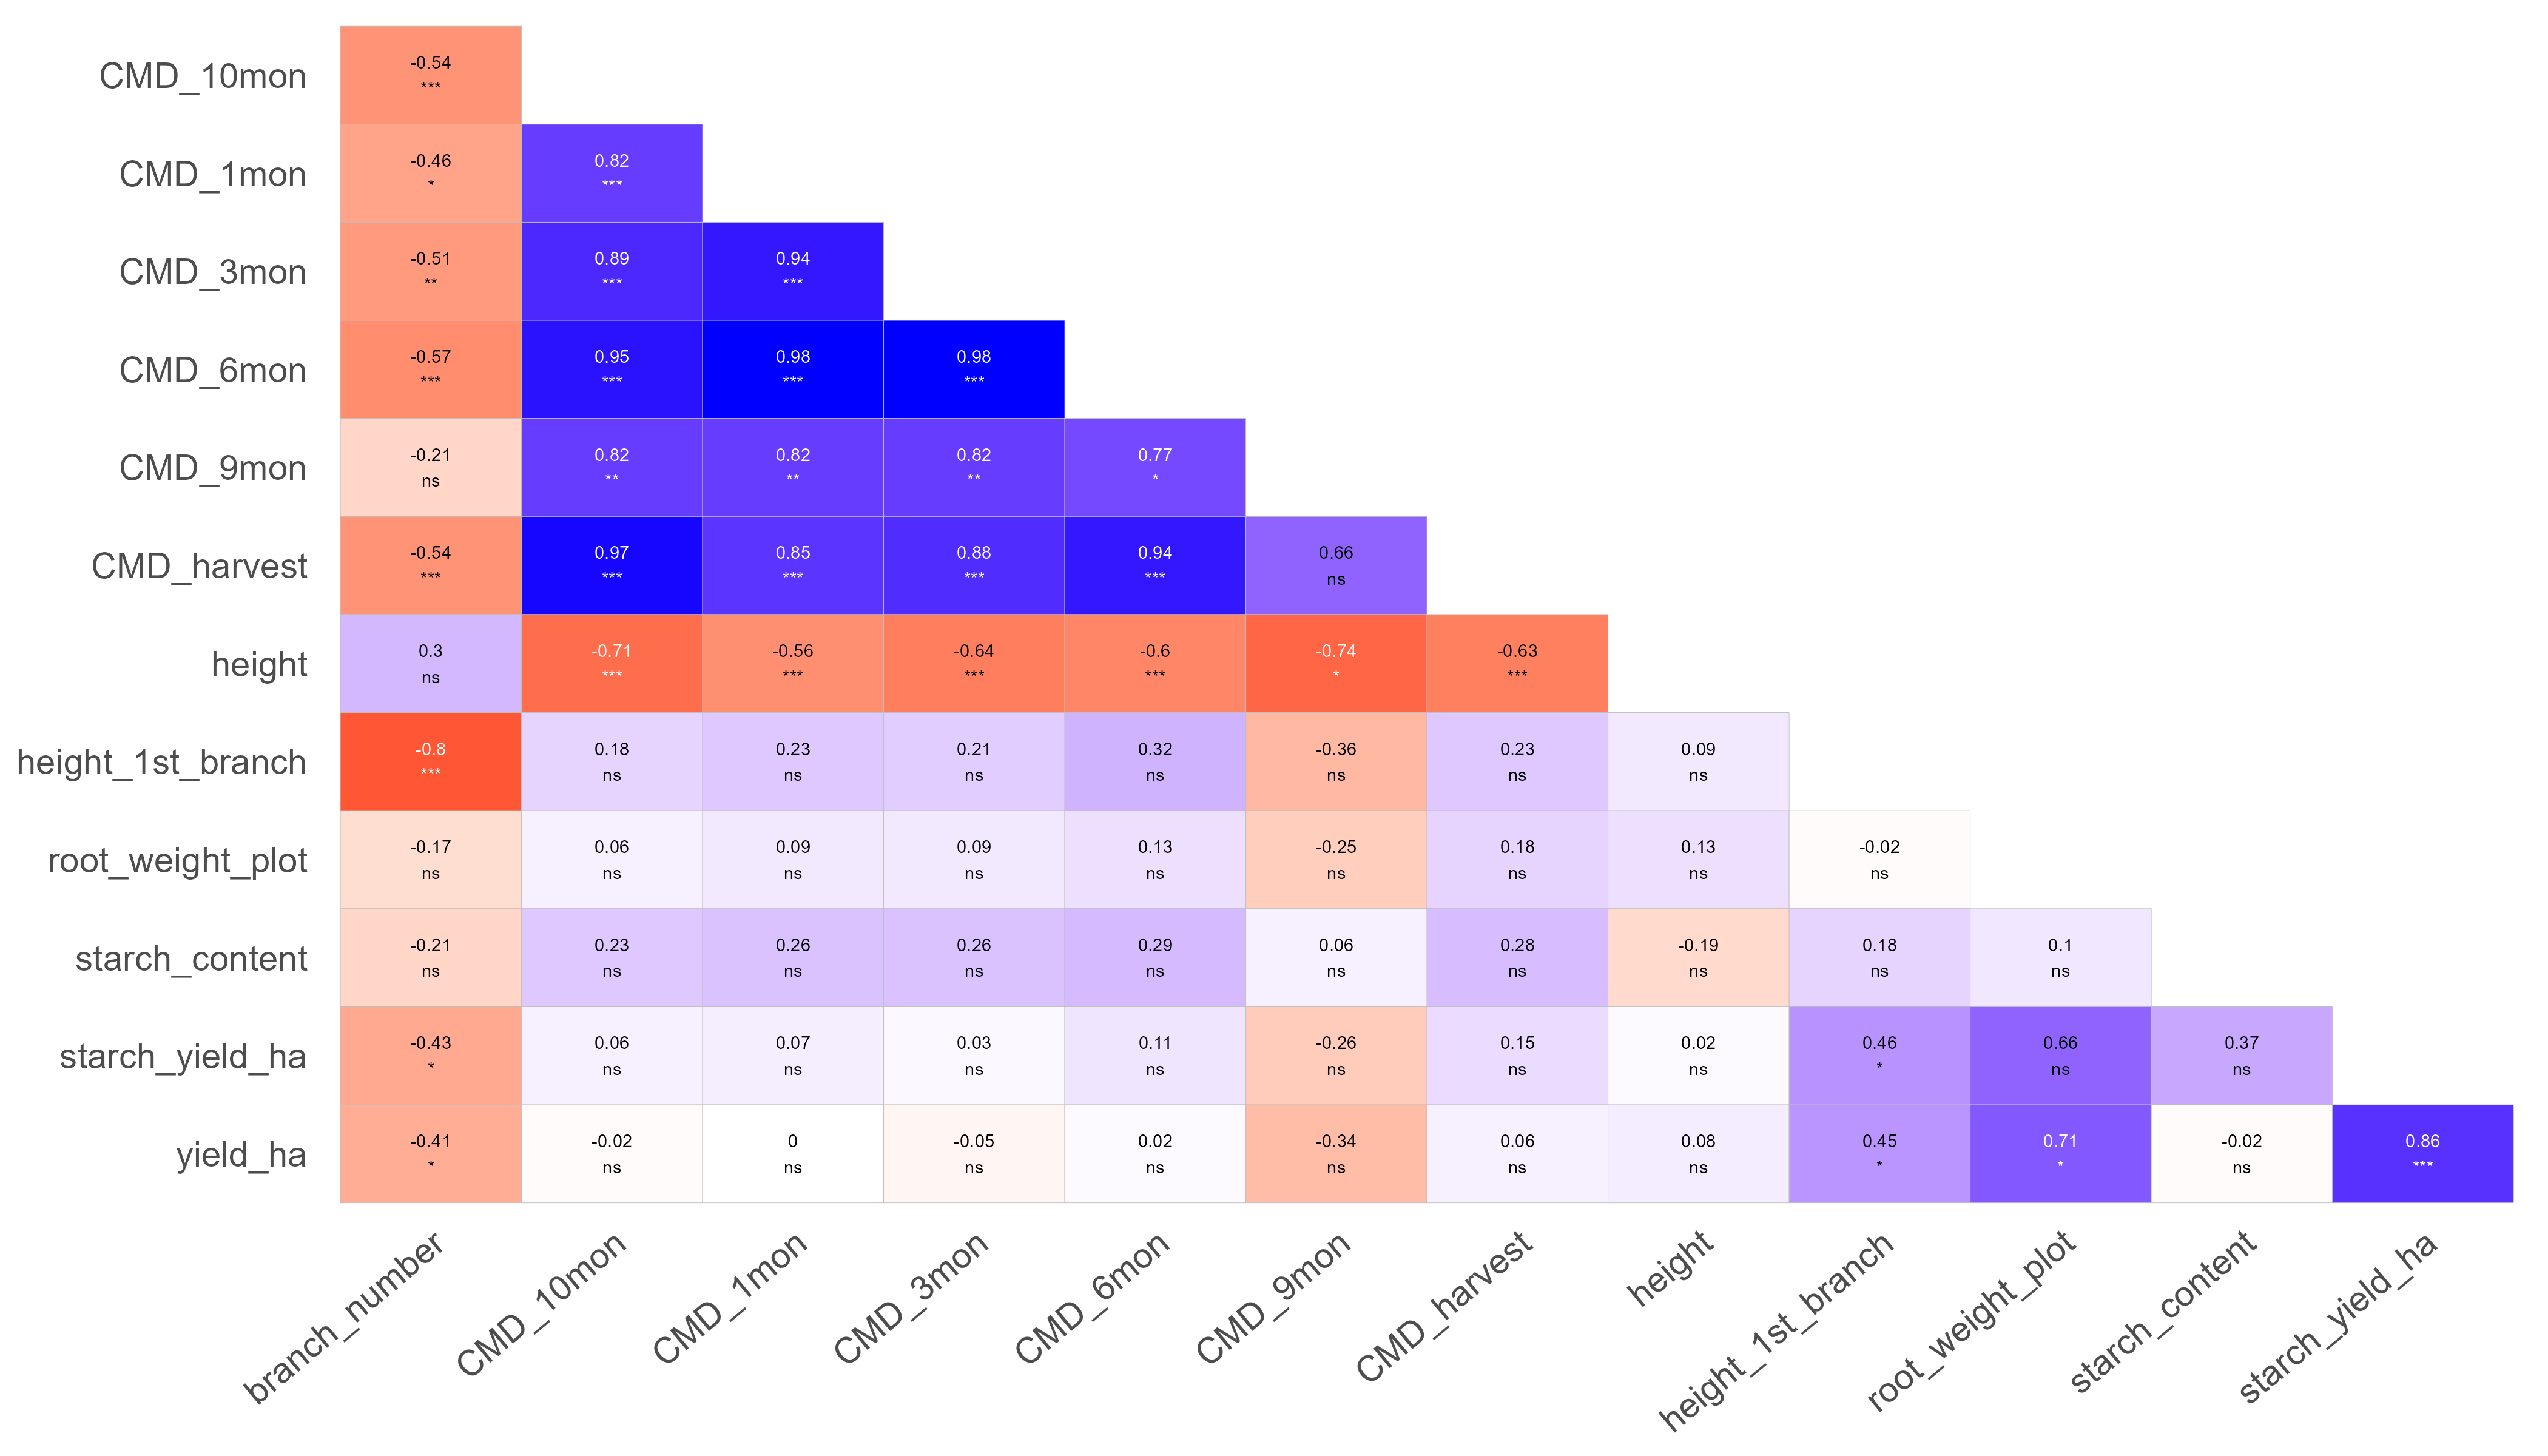 CMD_10mon -0.54
***
CMD_1mon -0.46 0.82
* ***
CMD_3mon -0.51 0.89 0.94
** *** ***
CMD_6mon -0.57 0.95 0.98 0.98
*** *** *** ***
CMD_9mon -0.21 0.82 0.82 0.82 0.77
ns ** ** ** *
CMD_harvest -0.54 0.97 0.85 0.88 0.94 0.66
*** *** *** *** *** ns
height 0.3 -0.71 -0.56 -0.64 -0.6 -0.74 -0.63
ns *** *** *** *** * ***
height_1st_branch -0.8 0.18 0.23 0.21 0.32 -0.36 0.23 0.09
*** ns ns ns ns ns ns ns
root_weight_plot -0.17 0.06 0.09 0.09 0.13 -0.25 0.18 0.13 -0.02
ns ns ns ns ns ns ns ns ns
starch_content -0.21 0.23 0.26 0.26 0.29 0.06 0.28 -0.19 0.18 0.1
ns ns ns ns ns ns ns ns ns ns
starch_yield_ha -0.43 0.06 0.07 0.03 0.11 -0.26 0.15 0.02 0.46 0.66 0.37
* ns ns ns ns ns ns ns * ns ns
yield_ha -0.41 -0.02 0 -0.05 0.02 -0.34 0.06 0.08 0.45 0.71 -0.02 0.86
* ns ns ns ns ns ns ns * * ns ***
branch_number CMD_10mon CMD_1mon CMD_3mon CMD_6mon CMD_9mon CMD_harvest height height_1st_branch root_weight_plot starch_content starch_yield_ha